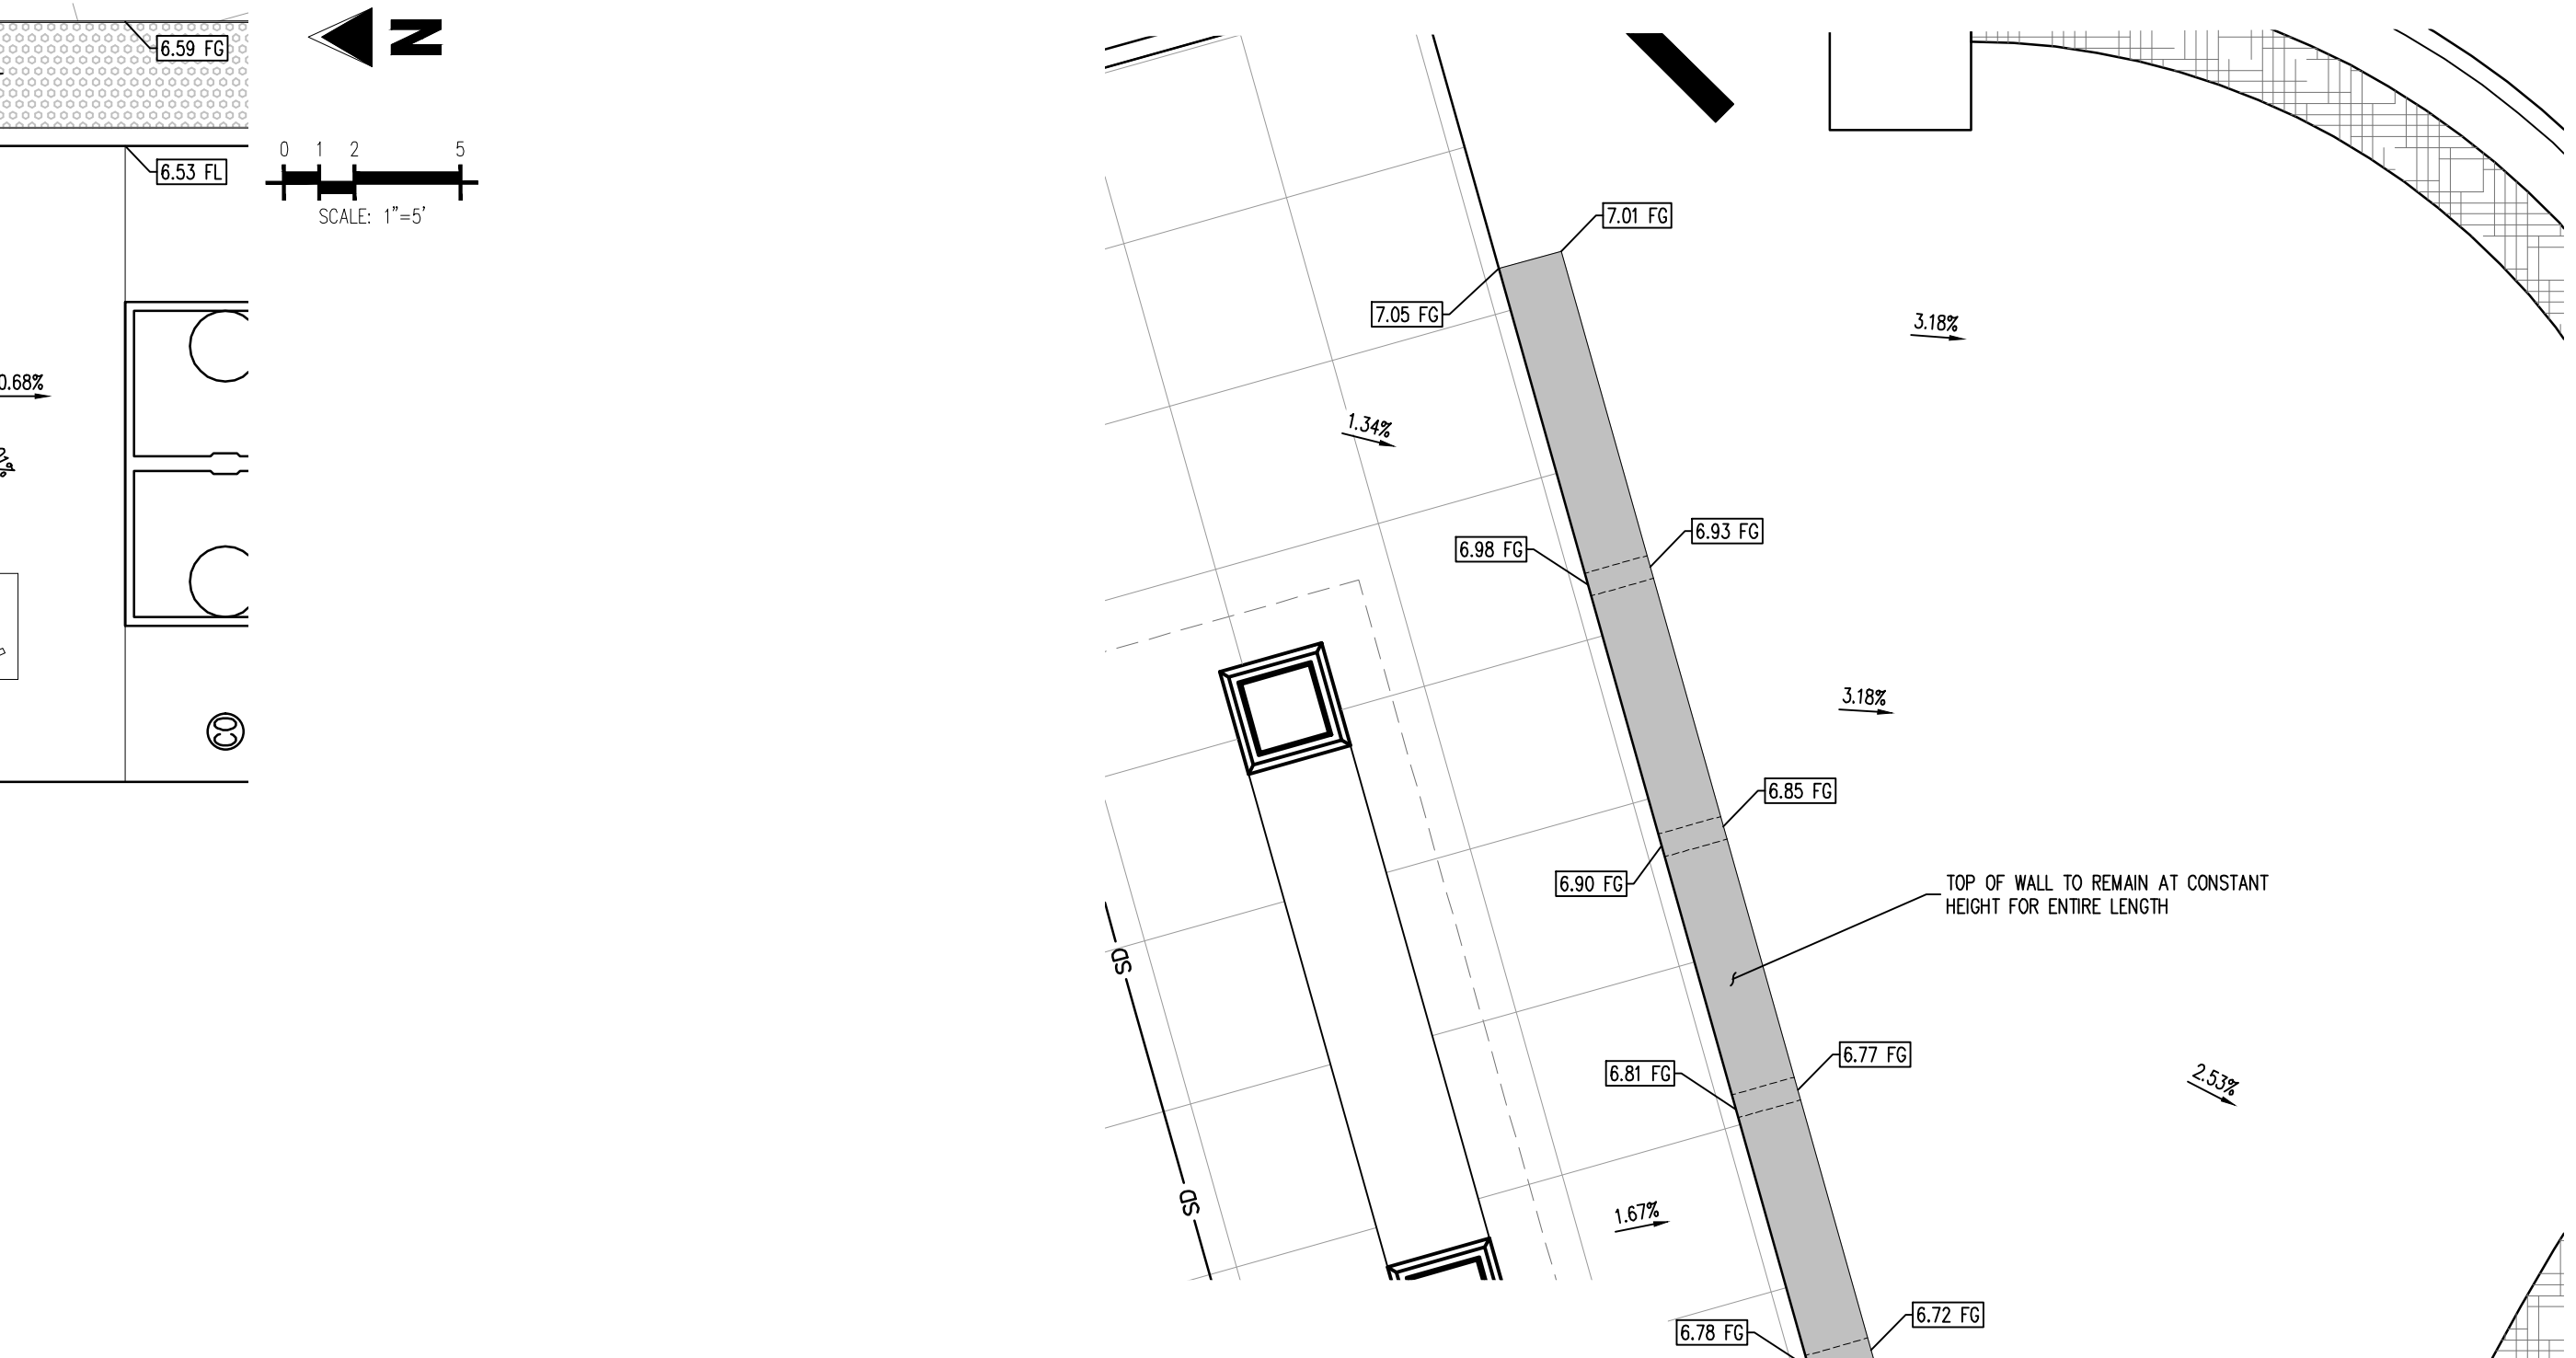 6.59 FG
N
6.53 FL
0 1 2 5
SCALE: 1"=5'
0.68%
CO
7.01 FG
7.05 FG
3.18%
1.34%
6.93 FG
6.98 FG
3.18%
6.85 FG
6.90 FG
TOP OF WALL TO REMAIN AT CONSTANT
HEIGHT FOR ENTIRE LENGTH
SD
6.77 FG
6.81 FG
2.53%
SD
1.67%
6.72 FG
6.78 FG